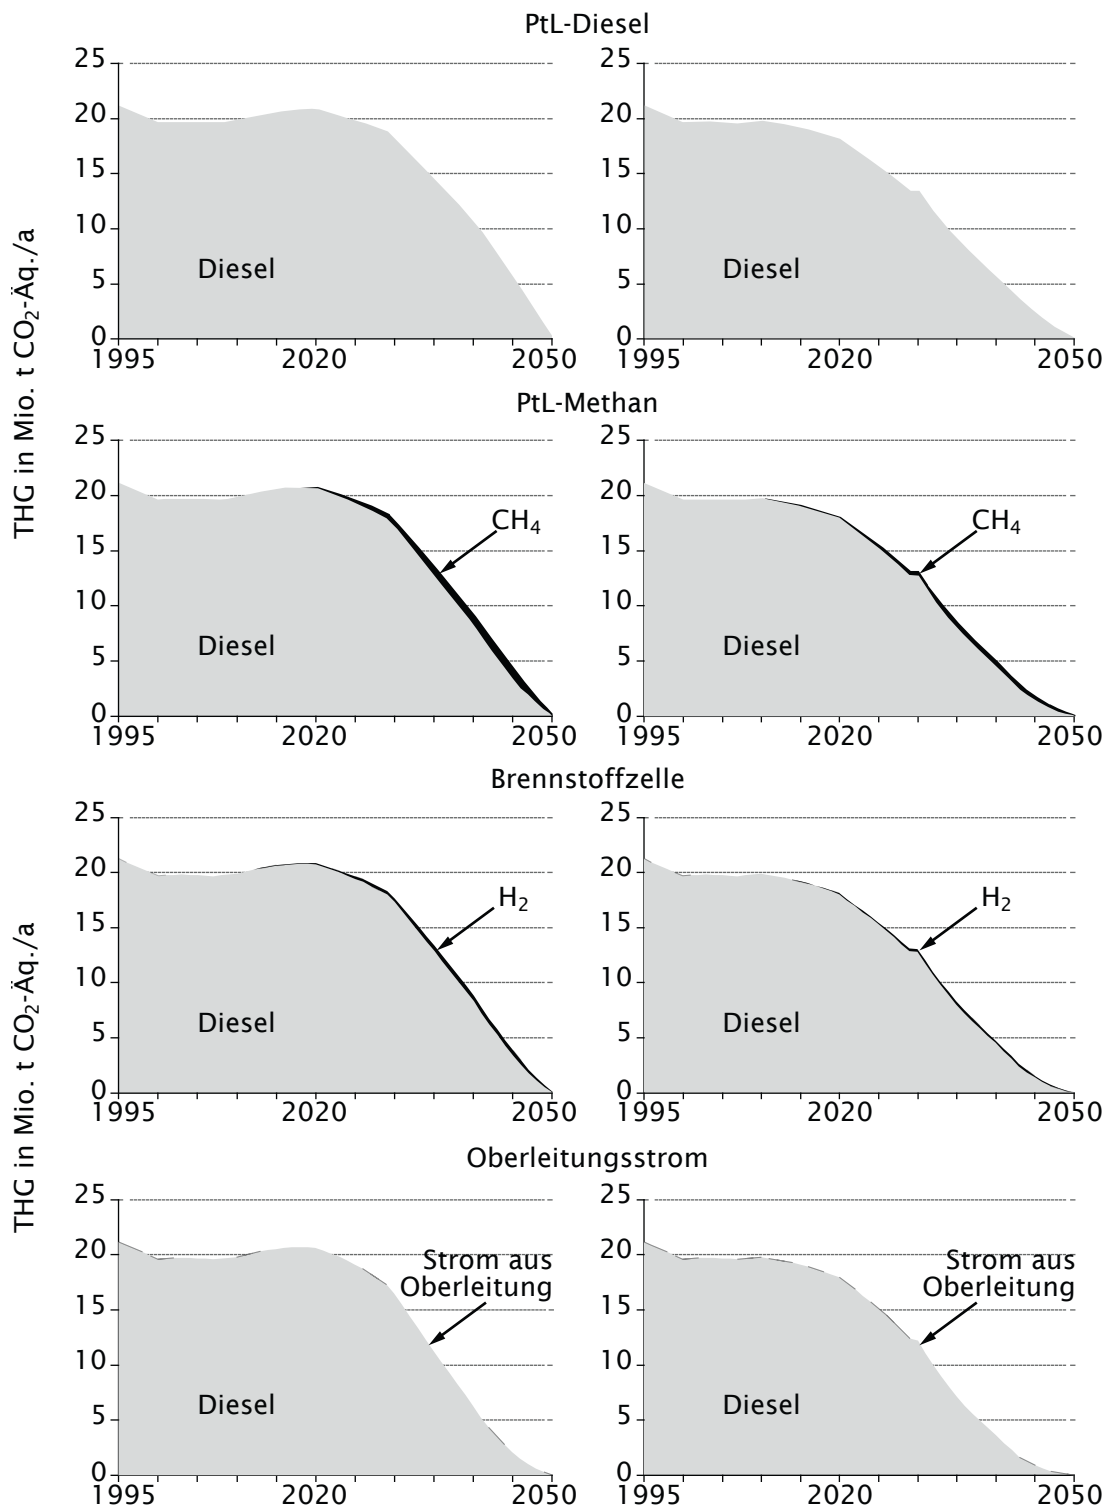 PtL-Diesel
THG in Mio. t CO₂-Äq./a
25
20
15
10
5
0
Diesel
1995 2020 2050
25
20
15
10
5
0
Diesel
1995 2020 2050
PtL-Methan
25
20
15
10
5
0
CH₄
Diesel
1995 2020 2050
25
20
15
10
5
0
CH₄
Diesel
1995 2020 2050
Brennstoffzelle
THG in Mio. t CO₂-Äq./a
25
20
15
10
5
0
H₂
Diesel
1995 2020 2050
25
20
15
10
5
0
H₂
Diesel
1995 2020 2050
Oberleitungsstrom
25
20
15
10
5
0
Strom aus
Oberleitung
Diesel
1995 2020 2050
25
20
15
10
5
0
Strom aus
Oberleitung
Diesel
1995 2020 2050